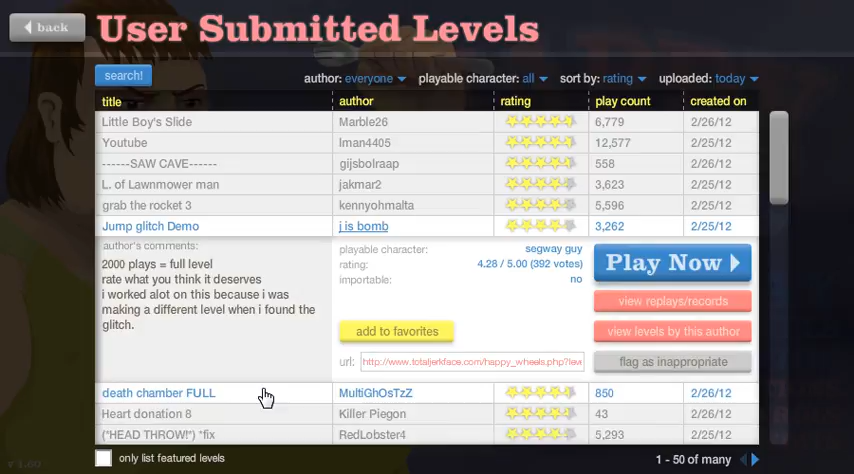 back
User Submitted Levels
search!
author: everyone playable character: all sort by: rating uploaded: today
title author rating play count created on
Little Boy's Slide Marble26 6,779 2/26/12
Youtube lman4405 12,577 2/25/12
------SAW CAVE------ gijsbolraap 558 2/26/12
L. of Lawnmower man jakmar2 3,623 2/25/12
grab the rocket 3 kennyohmalta 5,596 2/25/12
Jump glitch Demo j is bomb 3,262 2/25/12
author's comments:
2000 plays = full level
rate what you think it deserves
i worked alot on this because i was
making a different level when i found the
glitch.
playable character: segway guy
rating: 4.28 / 5.00 (392 votes)
importable: no
add to favorites
url: http://www.totaljerkface.com/happy_wheels.php?leve
Play Now
view replays/records
view levels by this author
flag as inappropriate
death chamber FULL MultiGhOsTzZ 850 2/26/12
Heart donation 8 Killer Piegon 43 2/26/12
("HEAD THROW!") *fix RedLobster4 5,293 2/25/12
only list featured levels
1 - 50 of many